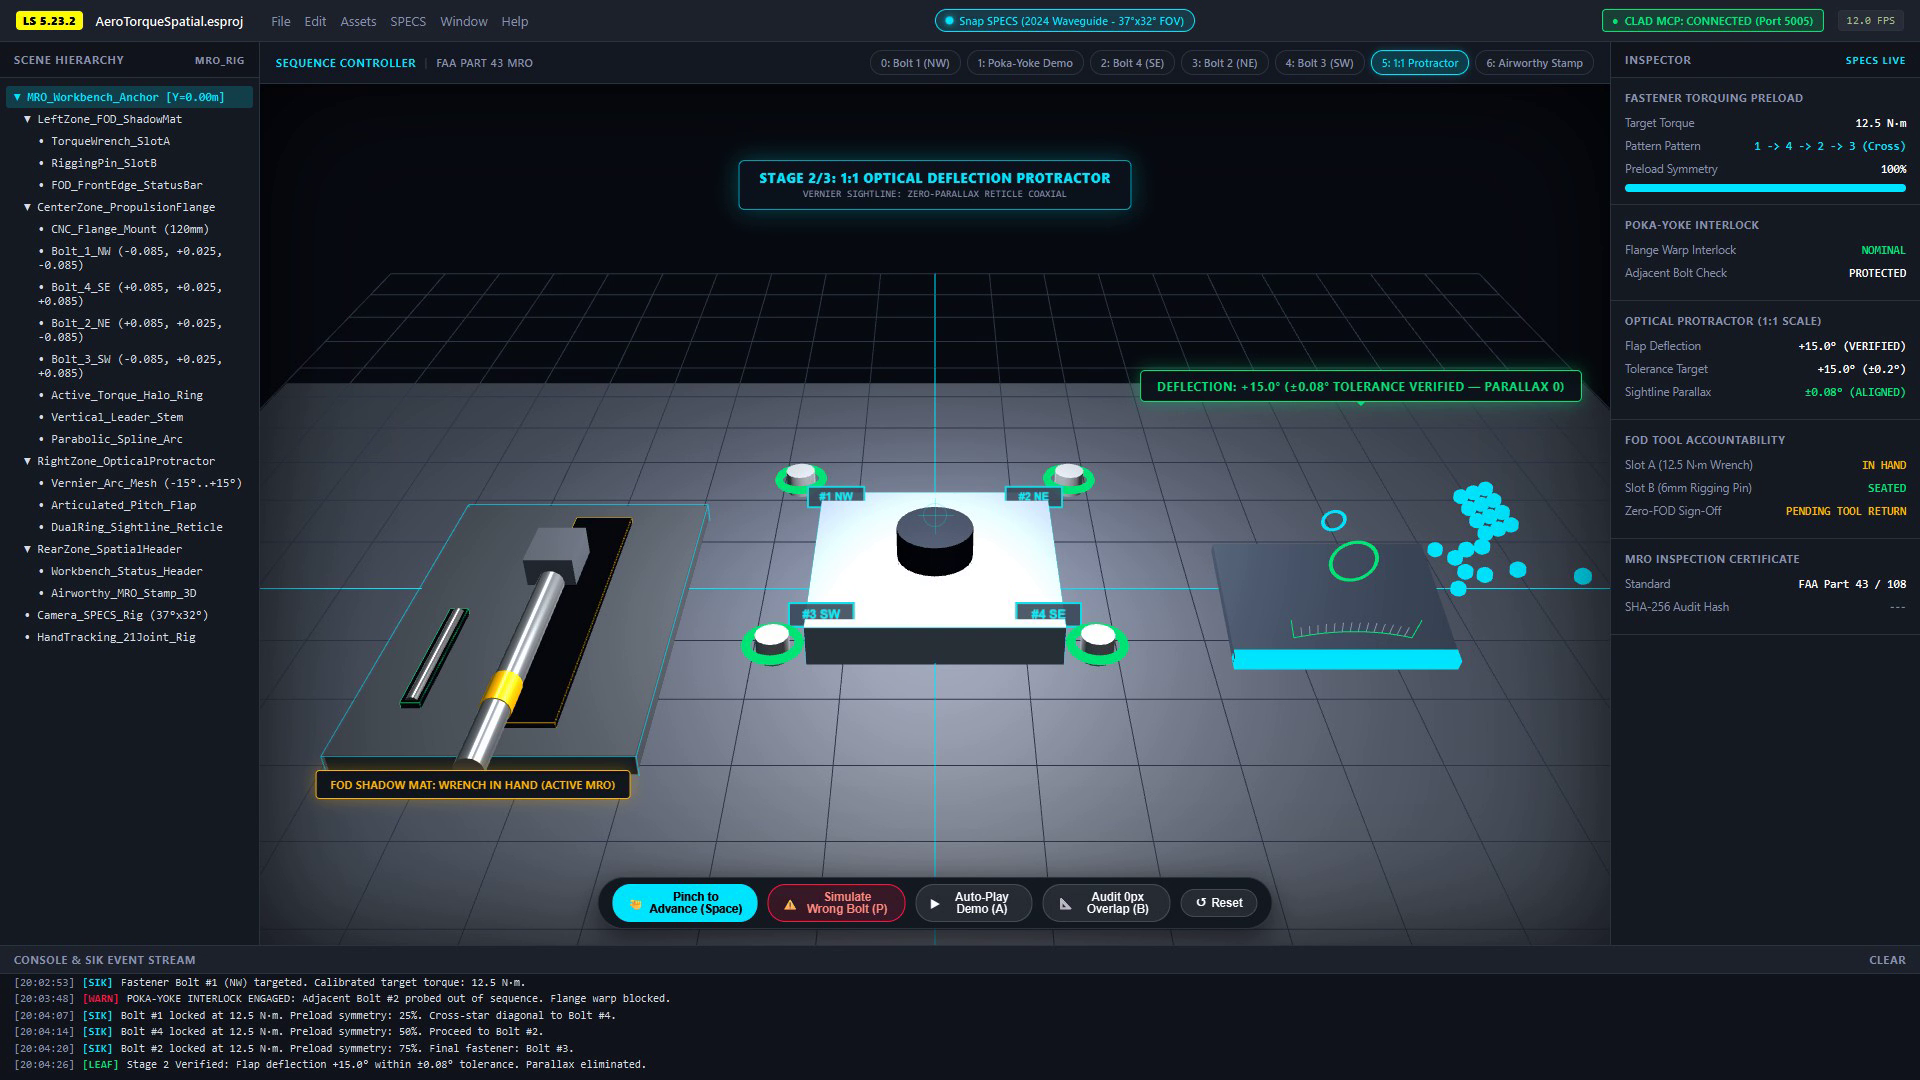 LS 5.23.2 AeroTorqueSpatial.esproj File Edit Assets SPECS Window Help
Snap SPECS (2024 Waveguide - 37°x32° FOV)
● CLAD MCP: CONNECTED (Port 5005)
12.0 FPS
SCENE HIERARCHY MRO_RIG
▼ MRO_Workbench_Anchor [Y=0.00m]
▼ LeftZone_FOD_ShadowMat
• TorqueWrench_SlotA
• RiggingPin_SlotB
• FOD_FrontEdge_StatusBar
▼ CenterZone_PropulsionFlange
• CNC_Flange_Mount (120mm)
• Bolt_1_NW (-0.085, +0.025,
-0.085)
• Bolt_4_SE (+0.085, +0.025,
+0.085)
• Bolt_2_NE (+0.085, +0.025,
-0.085)
• Bolt_3_SW (-0.085, +0.025,
+0.085)
• Active_Torque_Halo_Ring
• Vertical_Leader_Stem
• Parabolic_Spline_Arc
▼ RightZone_OpticalProtractor
• Vernier_Arc_Mesh (-15°..+15°)
• Articulated_Pitch_Flap
• DualRing_Sightline_Reticle
▼ RearZone_SpatialHeader
• Workbench_Status_Header
• Airworthy_MRO_Stamp_3D
• Camera_SPECS_Rig (37°x32°)
• HandTracking_21Joint_Rig
SEQUENCE CONTROLLER | FAA PART 43 MRO
0: Bolt 1 (NW) 1: Poka-Yoke Demo 2: Bolt 4 (SE) 3: Bolt 2 (NE) 4: Bolt 3 (SW) 5: 1:1 Protractor 6: Airworthy Stamp
STAGE 2/3: 1:1 OPTICAL DEFLECTION PROTRACTOR
VERNIER SIGHTLINE: ZERO-PARALLAX RETICLE COAXIAL
DEFLECTION: +15.0° (±0.08° TOLERANCE VERIFIED — PARALLAX 0)
#1 NW #2 NE
#3 SW #4 SE
FOD SHADOW MAT: WRENCH IN HAND (ACTIVE MRO)
Pinch to
Advance (Space)
Simulate
Wrong Bolt (P)
▶ Auto-Play
Demo (A)
Audit 0px
Overlap (B)
↺ Reset
INSPECTOR SPECS LIVE
FASTENER TORQUING PRELOAD
Target Torque 12.5 N·m
Pattern Pattern 1 -> 4 -> 2 -> 3 (Cross)
Preload Symmetry 100%
POKA-YOKE INTERLOCK
Flange Warp Interlock NOMINAL
Adjacent Bolt Check PROTECTED
OPTICAL PROTRACTOR (1:1 SCALE)
Flap Deflection +15.0° (VERIFIED)
Tolerance Target +15.0° (±0.2°)
Sightline Parallax ±0.08° (ALIGNED)
FOD TOOL ACCOUNTABILITY
Slot A (12.5 N·m Wrench) IN HAND
Slot B (6mm Rigging Pin) SEATED
Zero-FOD Sign-Off PENDING TOOL RETURN
MRO INSPECTION CERTIFICATE
Standard FAA Part 43 / 108
SHA-256 Audit Hash ---
CONSOLE & SIK EVENT STREAM CLEAR
[20:02:53] [SIK] Fastener Bolt #1 (NW) targeted. Calibrated target torque: 12.5 N·m.
[20:03:48] [WARN] POKA-YOKE INTERLOCK ENGAGED: Adjacent Bolt #2 probed out of sequence. Flange warp blocked.
[20:04:07] [SIK] Bolt #1 locked at 12.5 N·m. Preload symmetry: 25%. Cross-star diagonal to Bolt #4.
[20:04:14] [SIK] Bolt #4 locked at 12.5 N·m. Preload symmetry: 50%. Proceed to Bolt #2.
[20:04:20] [SIK] Bolt #2 locked at 12.5 N·m. Preload symmetry: 75%. Final fastener: Bolt #3.
[20:04:26] [LEAF] Stage 2 Verified: Flap deflection +15.0° within ±0.08° tolerance. Parallax eliminated.